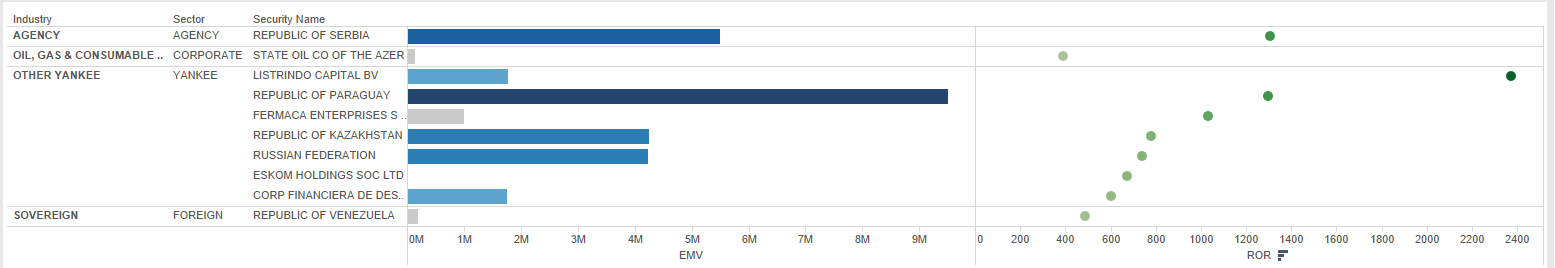 Industry Sector Security Name
AGENCY AGENCY REPUBLIC OF SERBIA
OIL, GAS & CONSUMABLE .. CORPORATE STATE OIL CO OF THE AZER
OTHER YANKEE YANKEE LISTRINDO CAPITAL BV
REPUBLIC OF PARAGUAY
FERMACA ENTERPRISES S ..
REPUBLIC OF KAZAKHSTAN
RUSSIAN FEDERATION
ESKOM HOLDINGS SOC LTD
CORP FINANCIERA DE DES..
SOVEREIGN FOREIGN REPUBLIC OF VENEZUELA
0M 1M 2M 3M 4M 5M 6M 7M 8M 9M 0 200 400 600 800 1000 1200 1400 1600 1800 2000 2200 2400
EMV ROR